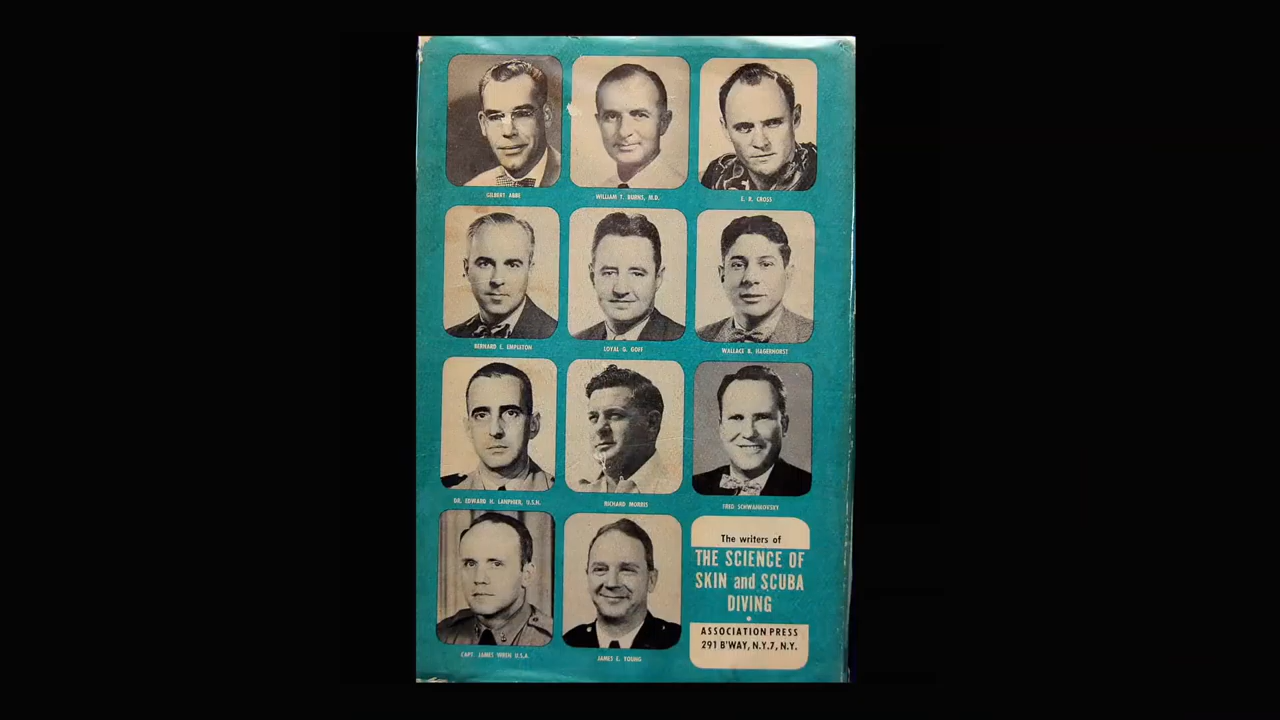 GILBERT ABBE
WILLIAM T. BURNS, M.D.
E. R. CROSS
BERNARD E. EMPLETON
LOYAL G. GOFF
WALLACE B. HAGERHORST
DR. EDWARD H. LANPHIER, U.S.N.
RICHARD MORRIS
FRED SCHWANKOVSKY
CAPT. JAMES WREN U.S.A.
JAMES E. YOUNG
The writers of
THE SCIENCE OF
SKIN and SCUBA
DIVING
*
ASSOCIATION PRESS
291 B'WAY, N.Y.7, N.Y.